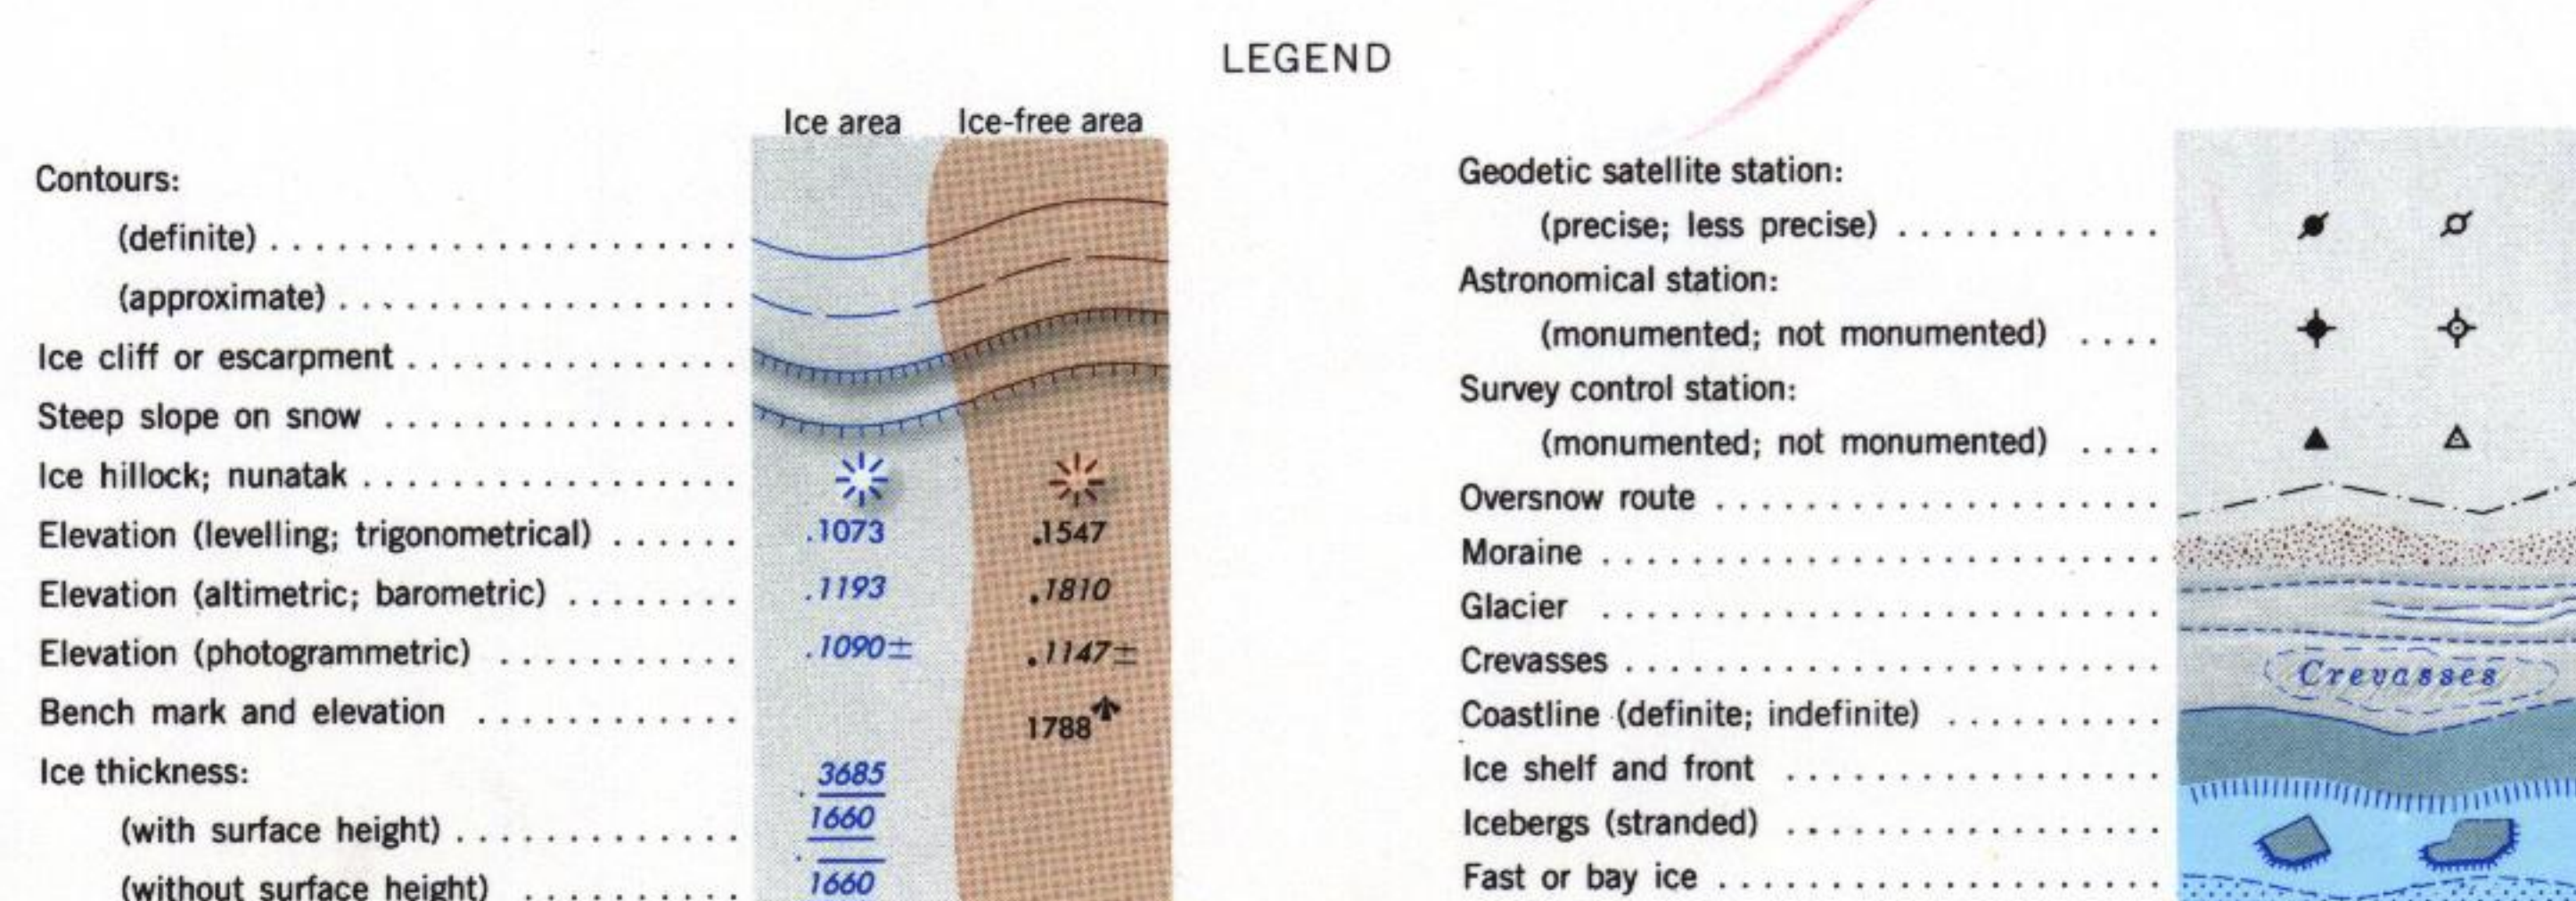 LEGEND
Ice area Ice-free area
Contours:
(definite) . . . . . . . . . . . . . . . . . . . . .
(approximate) . . . . . . . . . . . . . . . . .
Ice cliff or escarpment . . . . . . . . . . . . . . .
Steep slope on snow . . . . . . . . . . . . . . . .
Ice hillock; nunatak . . . . . . . . . . . . . . . . .
Elevation (levelling; trigonometrical) . . . . . . .1073 .1547
Elevation (altimetric; barometric) . . . . . . . . .1193 .1810
Elevation (photogrammetric) . . . . . . . . . . . .1090± .1147±
Bench mark and elevation . . . . . . . . . . . . 1788
Ice thickness:
3685
(with surface height) . . . . . . . . . . . . . 1660
(without surface height) . . . . . . . . . 1660
Geodetic satellite station:
(precise; less precise) . . . . . . . . . . . .
Astronomical station:
(monumented; not monumented) . . . .
Survey control station:
(monumented; not monumented) . . . .
Oversnow route . . . . . . . . . . . . . . . . . . .
Moraine . . . . . . . . . . . . . . . . . . . . . . .
Glacier . . . . . . . . . . . . . . . . . . . . . . .
Crevasses . . . . . . . . . . . . . . . . . . . . . . Crevasses
Coastline (definite; indefinite) . . . . . . . . . .
Ice shelf and front . . . . . . . . . . . . . . . . .
Icebergs (stranded) . . . . . . . . . . . . . . . . .
Fast or bay ice . . . . . . . . . . . . . . . . . . .